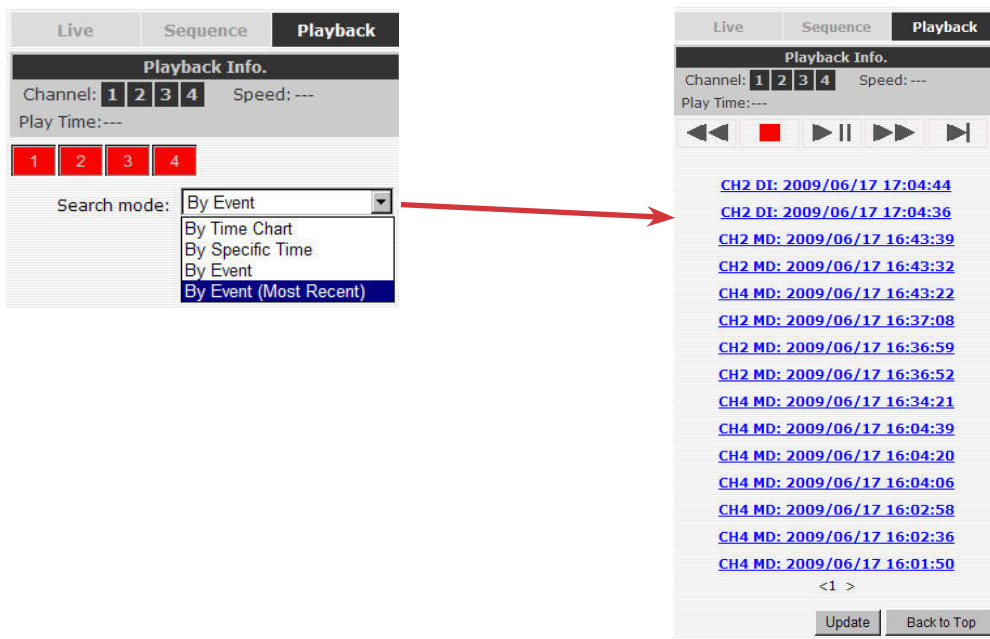 Live Sequence Playback
Playback Info.
Channel: 1 2 3 4 Speed: ---
Play Time:---
1 2 3 4
Search mode: By Event
By Time Chart
By Specific Time
By Event
By Event (Most Recent)
Live Sequence Playback
Playback Info.
Channel: 1 2 3 4 Speed: ---
Play Time:---
CH2 DI: 2009/06/17 17:04:44
CH2 DI: 2009/06/17 17:04:36
CH2 MD: 2009/06/17 16:43:39
CH2 MD: 2009/06/17 16:43:32
CH4 MD: 2009/06/17 16:43:22
CH2 MD: 2009/06/17 16:37:08
CH2 MD: 2009/06/17 16:36:59
CH2 MD: 2009/06/17 16:36:52
CH4 MD: 2009/06/17 16:34:21
CH4 MD: 2009/06/17 16:04:39
CH4 MD: 2009/06/17 16:04:20
CH4 MD: 2009/06/17 16:04:06
CH4 MD: 2009/06/17 16:02:58
CH4 MD: 2009/06/17 16:02:36
CH4 MD: 2009/06/17 16:01:50
<1 >
Update Back to Top